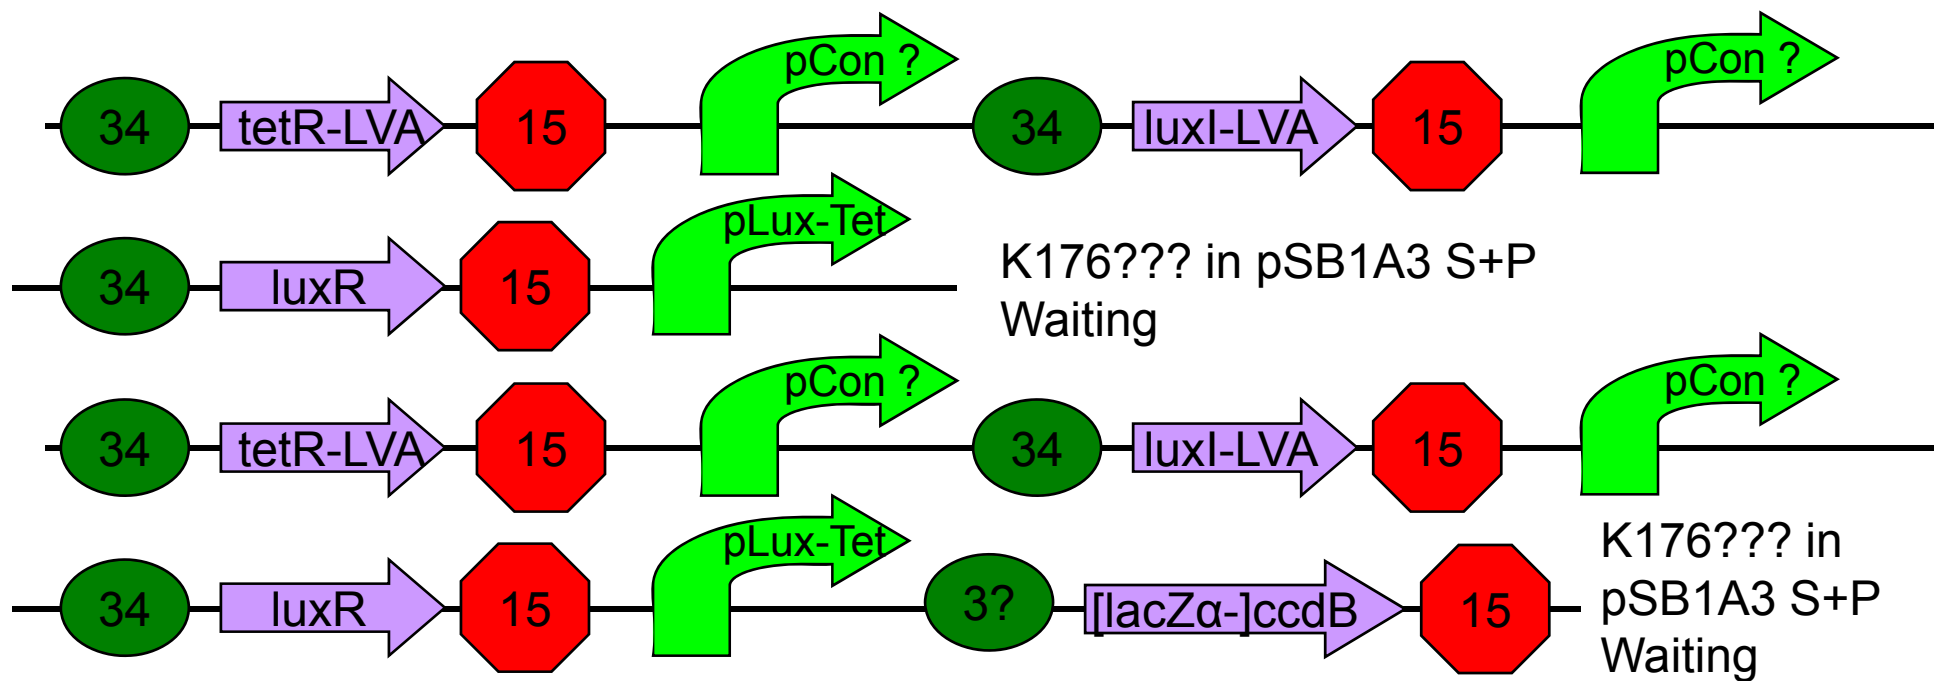 34 tetR-LVA 15 pCon ? 34 luxI-LVA 15 pCon ?
34 luxR 15 pLux-Tet K176??? in pSB1A3 S+P
Waiting
34 tetR-LVA 15 pCon ? 34 luxI-LVA 15 pCon ?
34 luxR 15 pLux-Tet 3? [lacZα-]ccdB 15
K176??? in
pSB1A3 S+P
Waiting